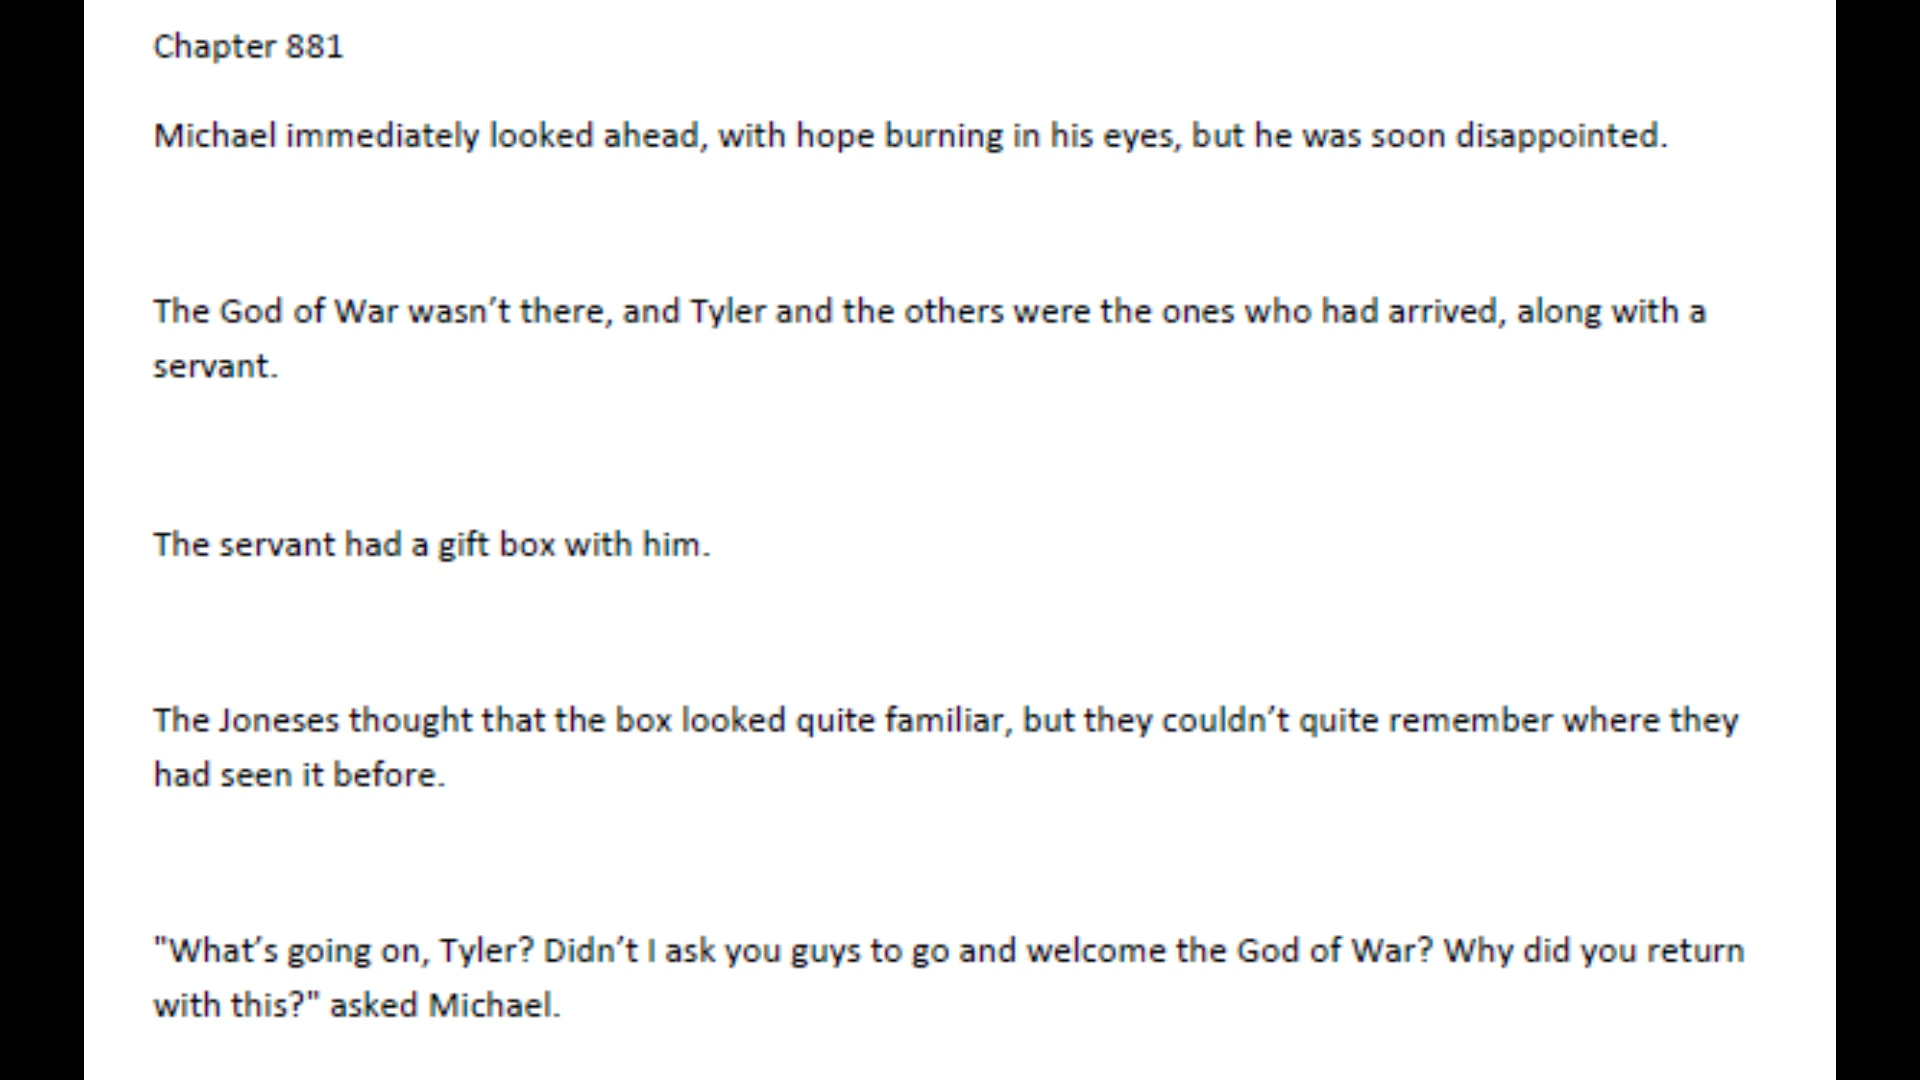 Chapter 881
Michael immediately looked ahead, with hope burning in his eyes, but he was soon disappointed.
The God of War wasn’t there, and Tyler and the others were the ones who had arrived, along with a
servant.
The servant had a gift box with him.
The Joneses thought that the box looked quite familiar, but they couldn’t quite remember where they
had seen it before.
"What’s going on, Tyler? Didn’t I ask you guys to go and welcome the God of War? Why did you return
with this?" asked Michael.